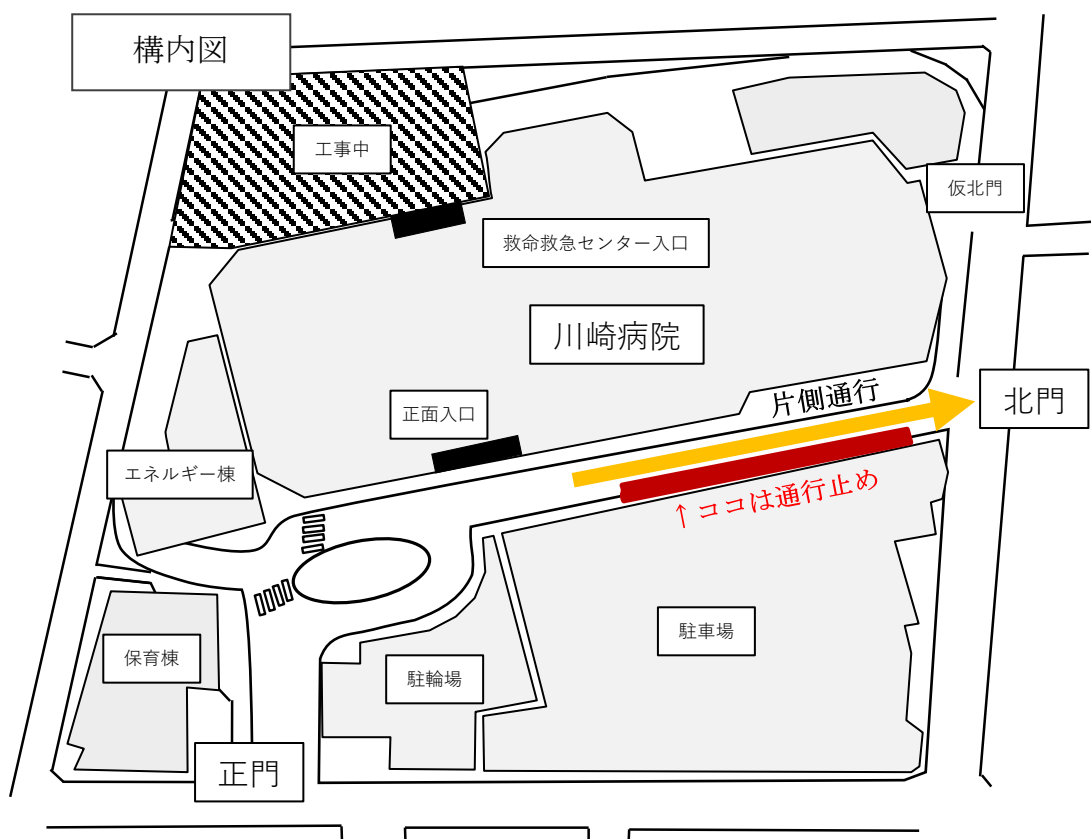 構内図
工事中
仮北門
救命救急センター入口
川崎病院
片側通行
北門
正面入口
エネルギー棟
↑ココは通行止め
駐車場
保育棟
駐輪場
正門